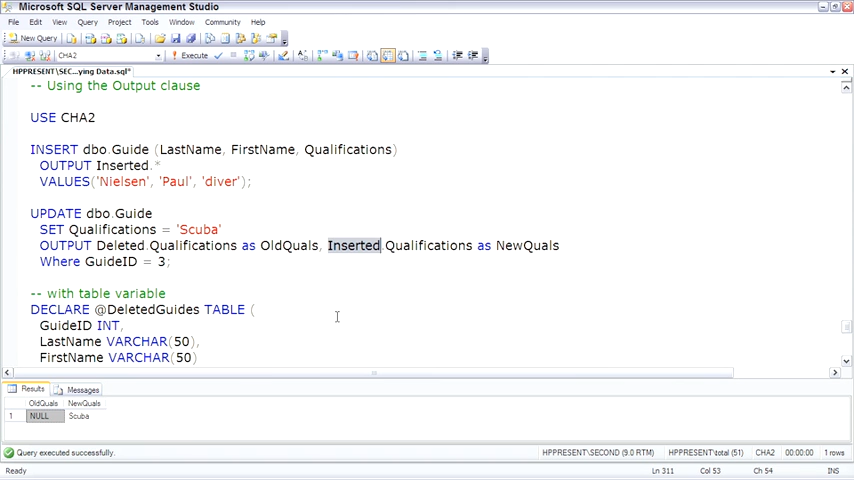 Microsoft SQL Server Management Studio
File Edit View Query Project Tools Window Community Help
New Query
CHA2 Execute
HPPRESENT\SEC...ying Data.sql*
-- Using the Output clause
USE CHA2
INSERT dbo.Guide (LastName, FirstName, Qualifications)
OUTPUT Inserted.*
VALUES('Nielsen', 'Paul', 'diver');
UPDATE dbo.Guide
SET Qualifications = 'Scuba'
OUTPUT Deleted.Qualifications as OldQuals, Inserted.Qualifications as NewQuals
Where GuideID = 3;
-- with table variable
DECLARE @DeletedGuides TABLE (
GuideID INT,
LastName VARCHAR(50),
FirstName VARCHAR(50)
Results Messages
OldQuals NewQuals
1 NULL Scuba
Query executed successfully. HPPRESENT\SECOND (9.0 RTM) HPPRESENT\total (51) CHA2 00:00:00 1 rows
Ready Ln 311 Col 53 Ch 54 INS